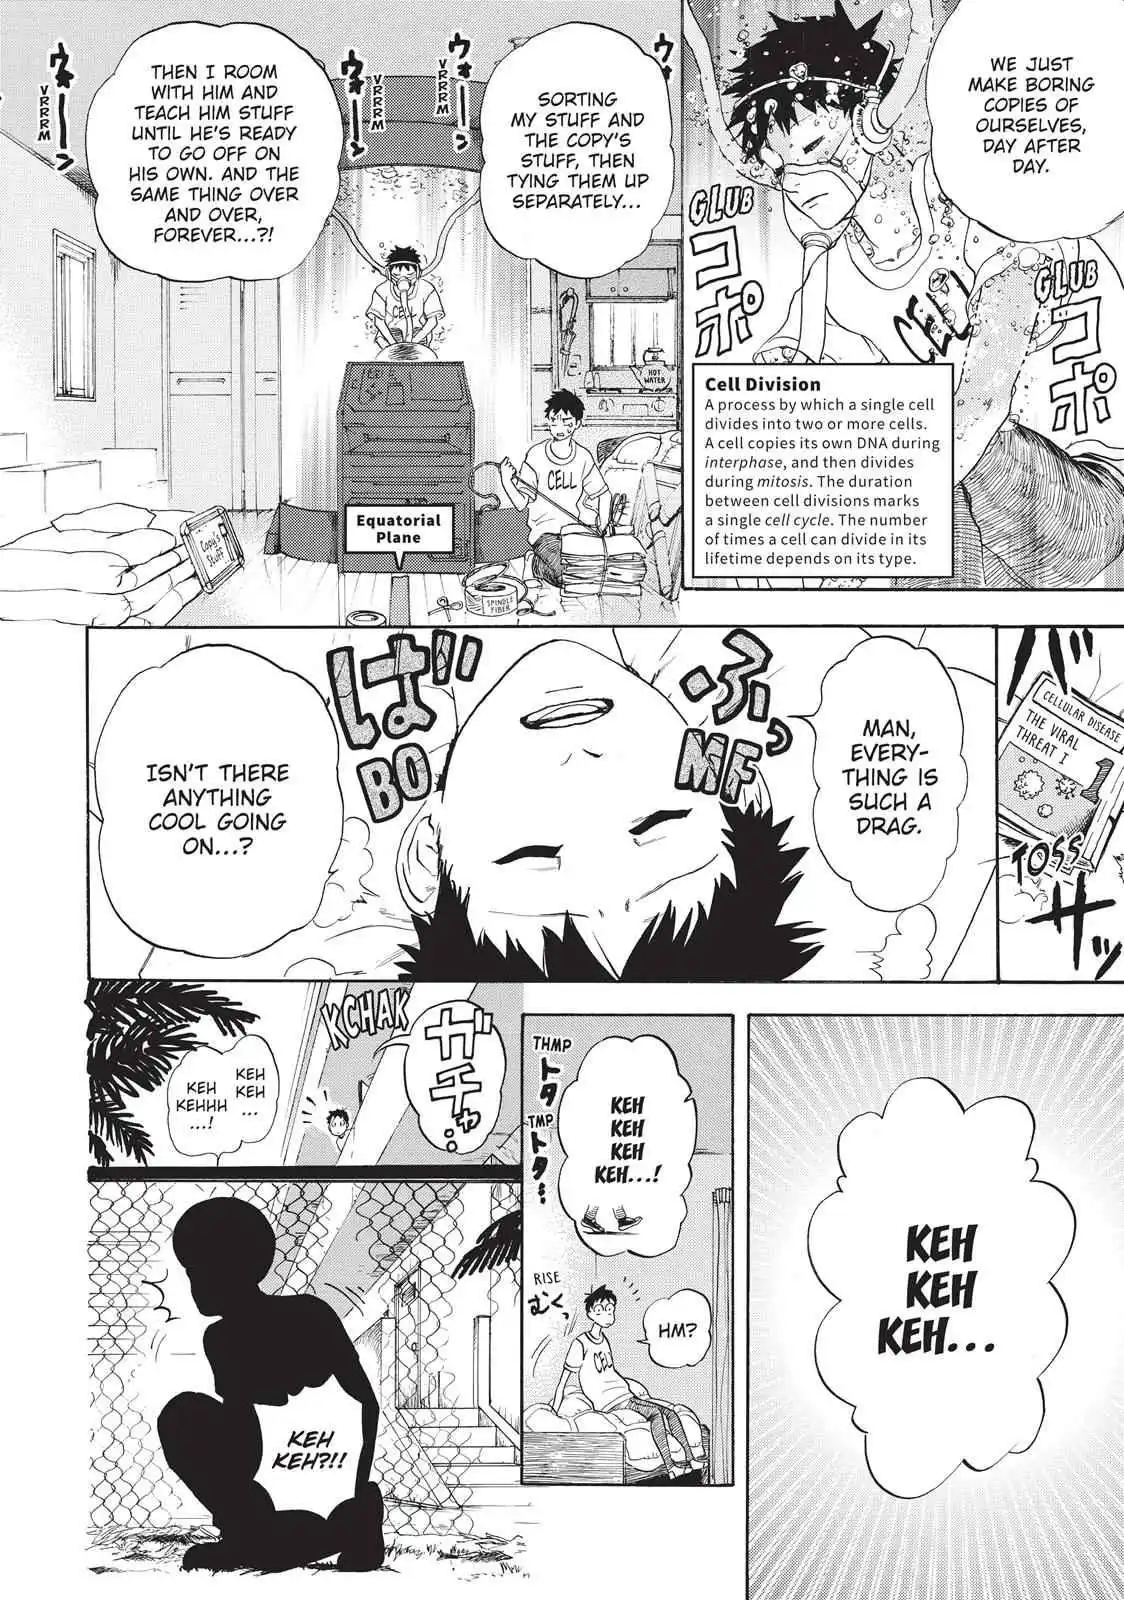 WE JUST
MAKE BORING
COPIES OF
OURSELVES,
DAY AFTER
DAY.
GLUB
コポ
GLUB
コポ
CELL
Cell Division
A process by which a single cell
divides into two or more cells.
A cell copies its own DNA during
interphase, and then divides
during mitosis. The duration
between cell divisions marks
a single cell cycle. The number
of times a cell can divide in its
lifetime depends on its type.
SORTING
MY STUFF AND
THE COPY'S
STUFF, THEN
TYING THEM UP
SEPARATELY...
ウォーン
VRRRM
VRRRM
ウォーン
VRRRM
THEN I ROOM
WITH HIM AND
TEACH HIM STUFF
UNTIL HE'S READY
TO GO OFF ON
HIS OWN. AND THE
SAME THING OVER
AND OVER,
FOREVER...?!
ウォーン
VRRRM
CELL
HOT
WATER
CELL
Equatorial
Plane
SPINDLE
FIBER
Copy's
STUFF
バ
CELLULAR DISEASE
THE VIRAL
THREAT I
1
TOSS
サッ
MAN,
EVERY-
THING IS
SUCH A
DRAG.
ふっ
MF
ば
BO
ISN'T THERE
ANYTHING
COOL GOING
ON...?
KEH
KEH
KEH...
THMP
トタ
TMP
トタ...
KEH
KEH
KEH
KEH...!
RISE
むくっ
HM?
CELL
KCHAK
ガチャ..
KEH
KEH
...
KEH
KEHHH
...!
KEH
KEH?!!